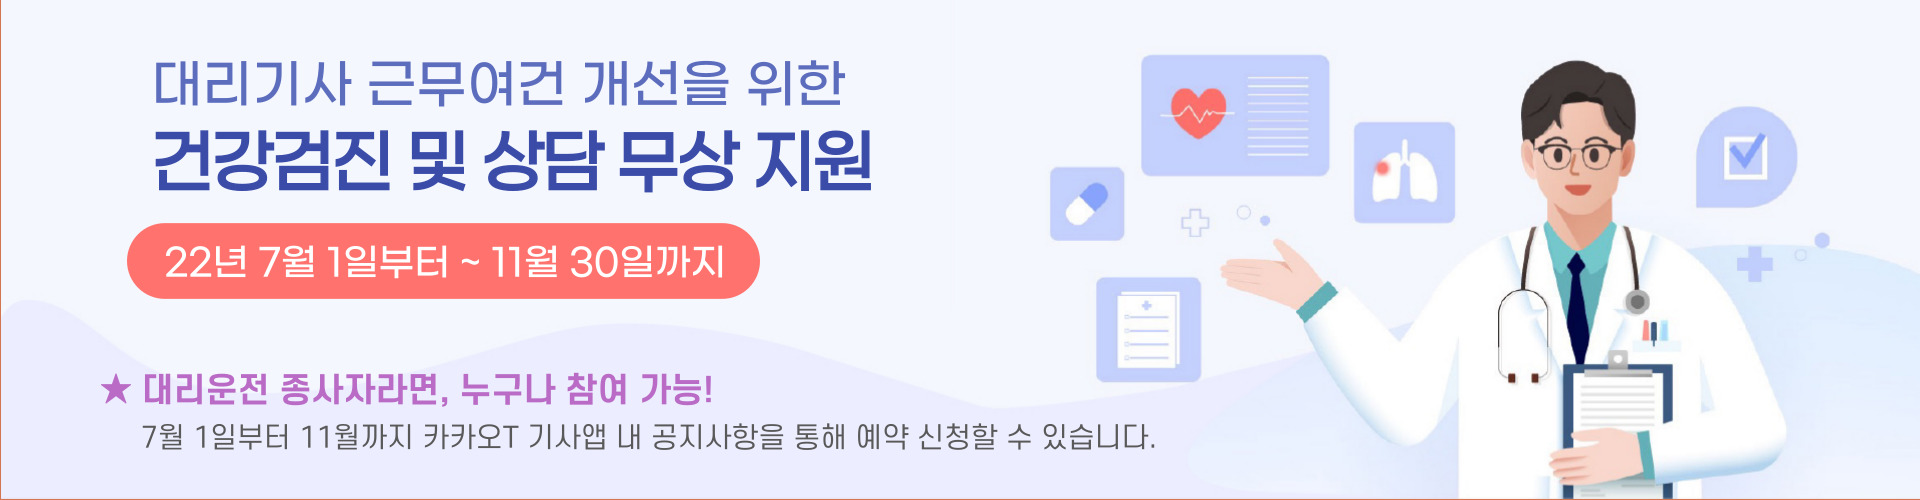 대리기사 근무여건 개선을 위한
건강검진 및 상담 무상 지원
22년 7월 1일부터 ~ 11월 30일까지
★ 대리운전 종사자라면, 누구나 참여 가능!
7월 1일부터 11월까지 카카오T 기사앱 내 공지사항을 통해 예약 신청할 수 있습니다.